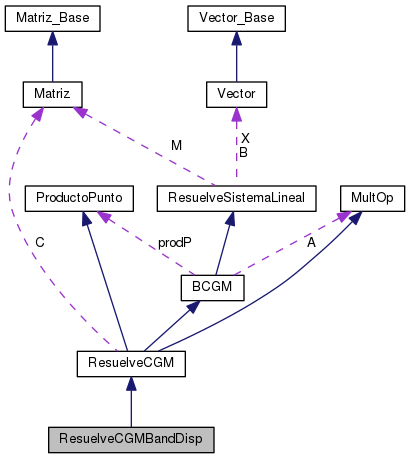 Matriz_Base
Vector_Base
Matriz
Vector
M
X
B
ProductoPunto
ResuelveSistemaLineal
MultOp
C
prodP
A
BCGM
ResuelveCGM
ResuelveCGMBandDisp